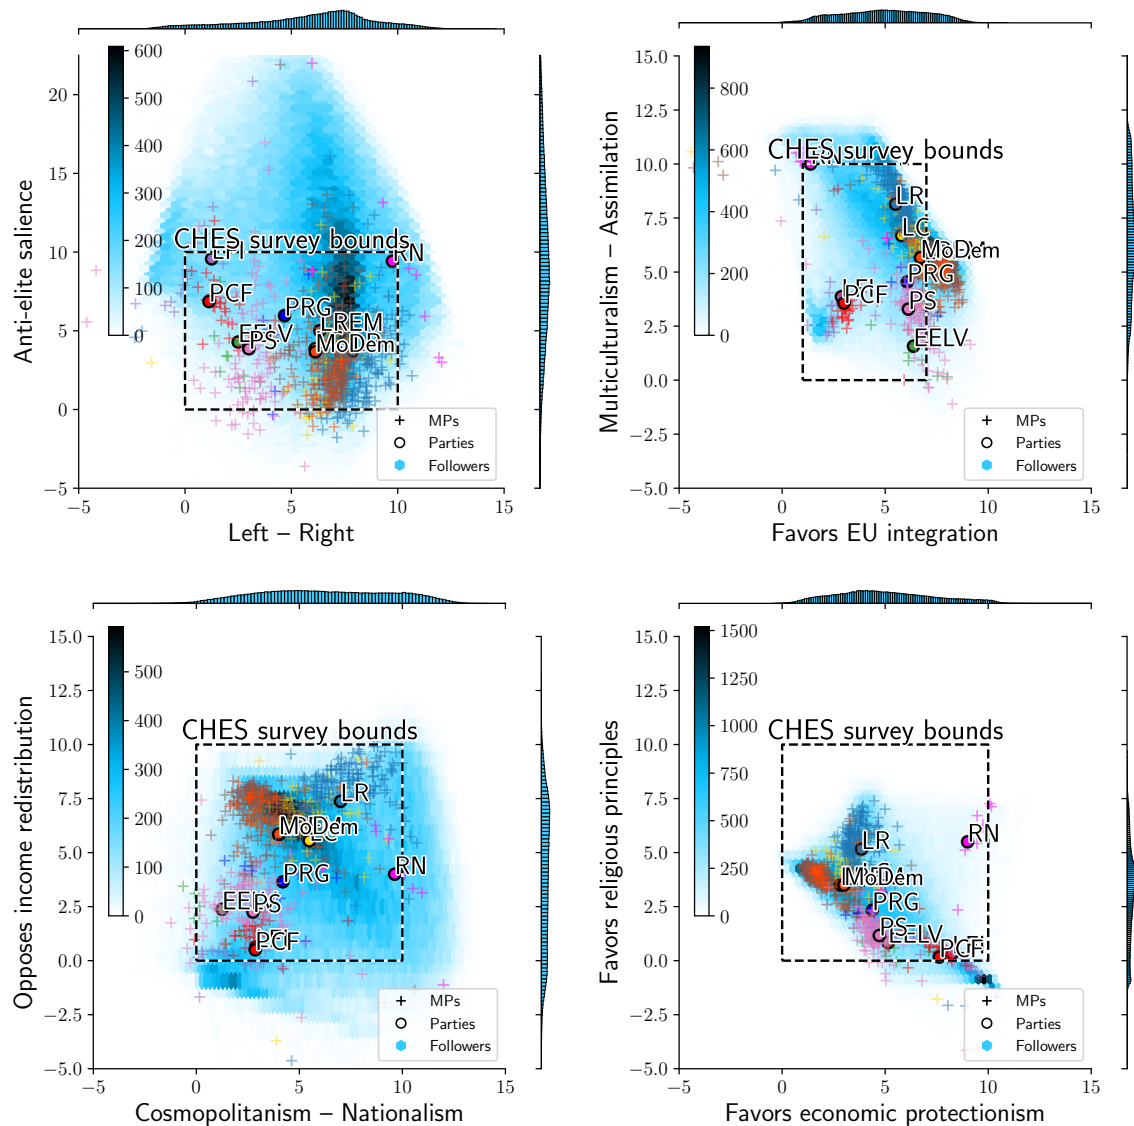 600
500
400
300
200
100
0
20
15
10
5
0
−5
Anti-elite salience
CHES survey bounds
LFI
RN
PCF
PRG
LREM
EELV
PS
MoDem
MPs
Parties
Followers
−5
0
5
10
15
Left – Right
15.0
12.5
10.0
7.5
5.0
2.5
0.0
−2.5
−5.0
800
600
400
200
0
Multiculturalism – Assimilation
CHES survey bounds
RN
LR
LC
MoDem
PRG
PCF
PS
EELV
MPs
Parties
Followers
−5
0
5
10
15
Favors EU integration
15.0
12.5
10.0
7.5
5.0
2.5
0.0
−2.5
−5.0
500
400
300
200
100
0
Opposes income redistribution
CHES survey bounds
LR
MoDem
RN
PRG
PS
PCF
MPs
Parties
Followers
−5
0
5
10
15
Cosmopolitanism – Nationalism
15.0
12.5
10.0
7.5
5.0
2.5
0.0
−2.5
−5.0
1500
1250
1000
750
500
250
0
Favors religious principles
CHES survey bounds
RN
LR
MoDem
PRG
PS
EELV
PCF
MPs
Parties
Followers
−5
0
5
10
15
Favors economic protectionism